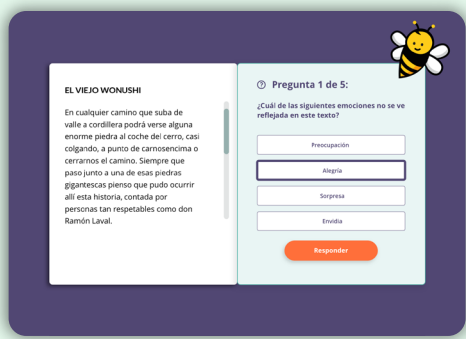 EL VIEJO WONUSHI
En cualquier camino que suba de
valle a cordillera podrá verse alguna
enorme piedra al coche del cerro, casi
colgando, a punto de carnosencima o
cerrarnos el camino. Siempre que
paso junto a una de esas piedras
gigantescas pienso que pudo ocurrir
allí esta historia, contada por
personas tan respetables como don
Ramón Laval.
Pregunta 1 de 5:
¿Cuál de las siguientes emociones no se ve
reflejada en este texto?
Preocupación
Alegría
Sorpresa
Envidia
Responder